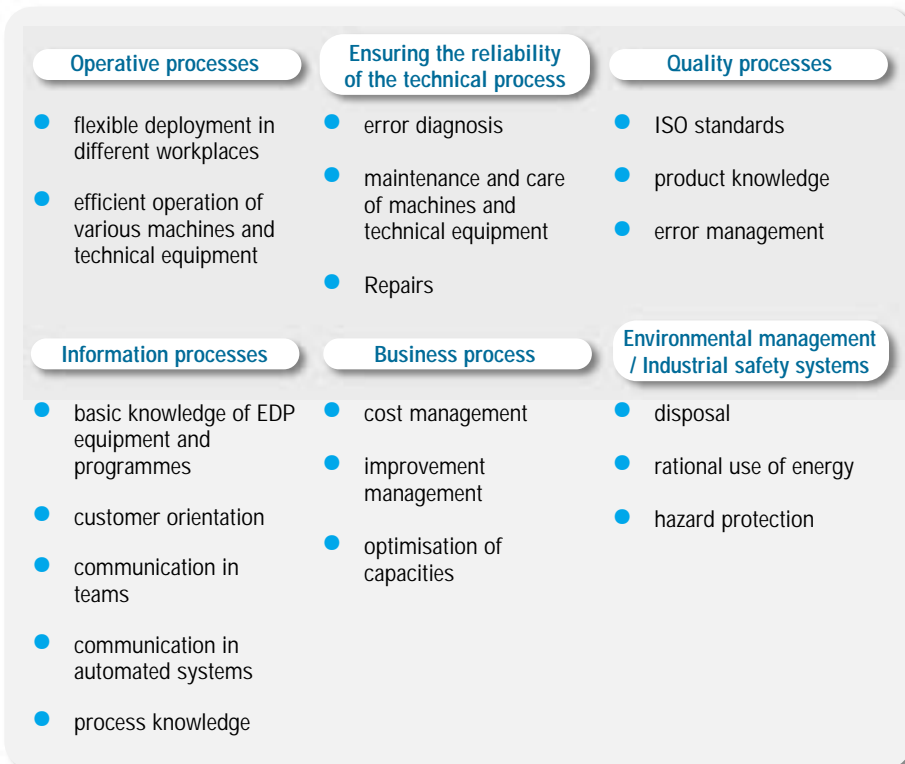 Operative processes
flexible deployment in
different workplaces
efficient operation of
various machines and
technical equipment
Ensuring the reliability
of the technical process
error diagnosis
maintenance and care
of machines and
technical equipment
Repairs
Quality processes
ISO standards
product knowledge
error management
Information processes
basic knowledge of EDP
equipment and
programmes
customer orientation
communication in
teams
communication in
automated systems
process knowledge
Business process
cost management
improvement
management
optimisation of
capacities
Environmental management
/ Industrial safety systems
disposal
rational use of energy
hazard protection